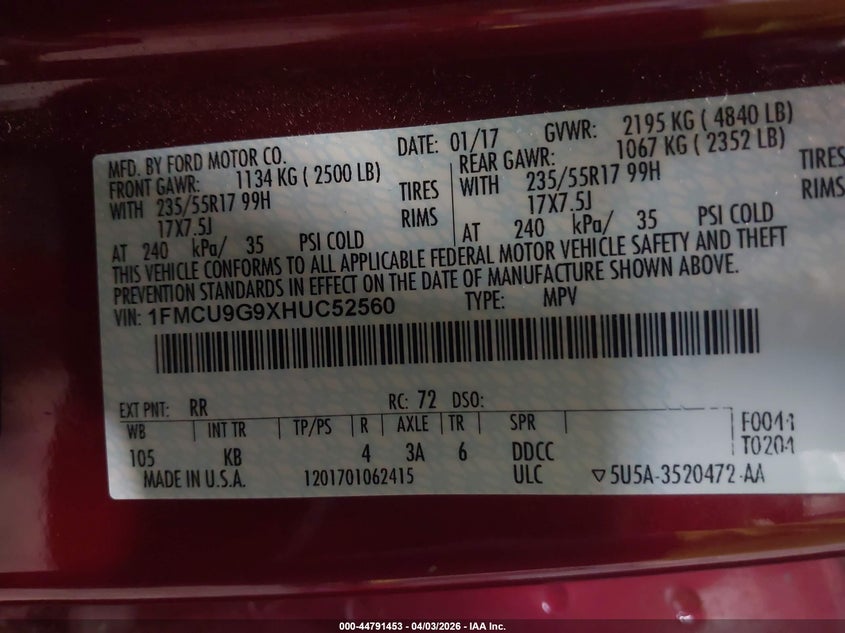 MFD. BY FORD MOTOR CO.
DATE: 01/17 GVWR: 2195 KG ( 4840 LB)
FRONT GAWR: 1134 KG ( 2500 LB) REAR GAWR: 1067 KG ( 2352 LB)
WITH 235/55R17 99H TIRES WITH 235/55R17 99H TIRES
17X7.5J RIMS 17X7.5J RIMS
AT 240 kPa/ 35 PSI COLD AT 240 kPa/ 35 PSI COLD
THIS VEHICLE CONFORMS TO ALL APPLICABLE FEDERAL MOTOR VEHICLE SAFETY AND THEFT
PREVENTION STANDARDS IN EFFECT ON THE DATE OF MANUFACTURE SHOWN ABOVE.
VIN: 1FMCU9G9XHUC52560 TYPE: MPV
EXT PNT: RR RC: 72 DSO:
WB INT TR TP/PS R AXLE TR SPR F0041
105 KB 4 3A 6 DDCC T0204
MADE IN U.S.A. 1201701062415 ULC ▽5U5A-3520472-AA
000-44791453 - 04/03/2026 - IAA Inc.